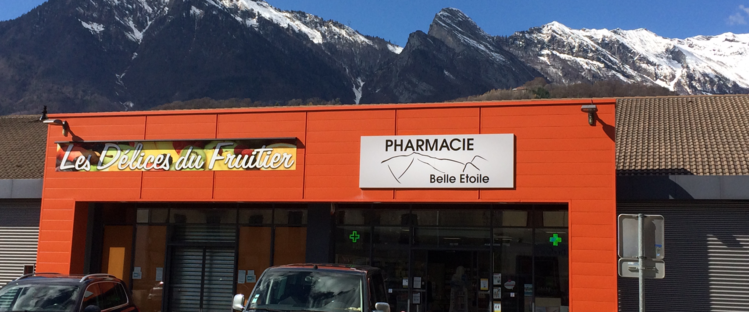 Les Délices du Fruitier
PHARMACIE
Belle Etoile